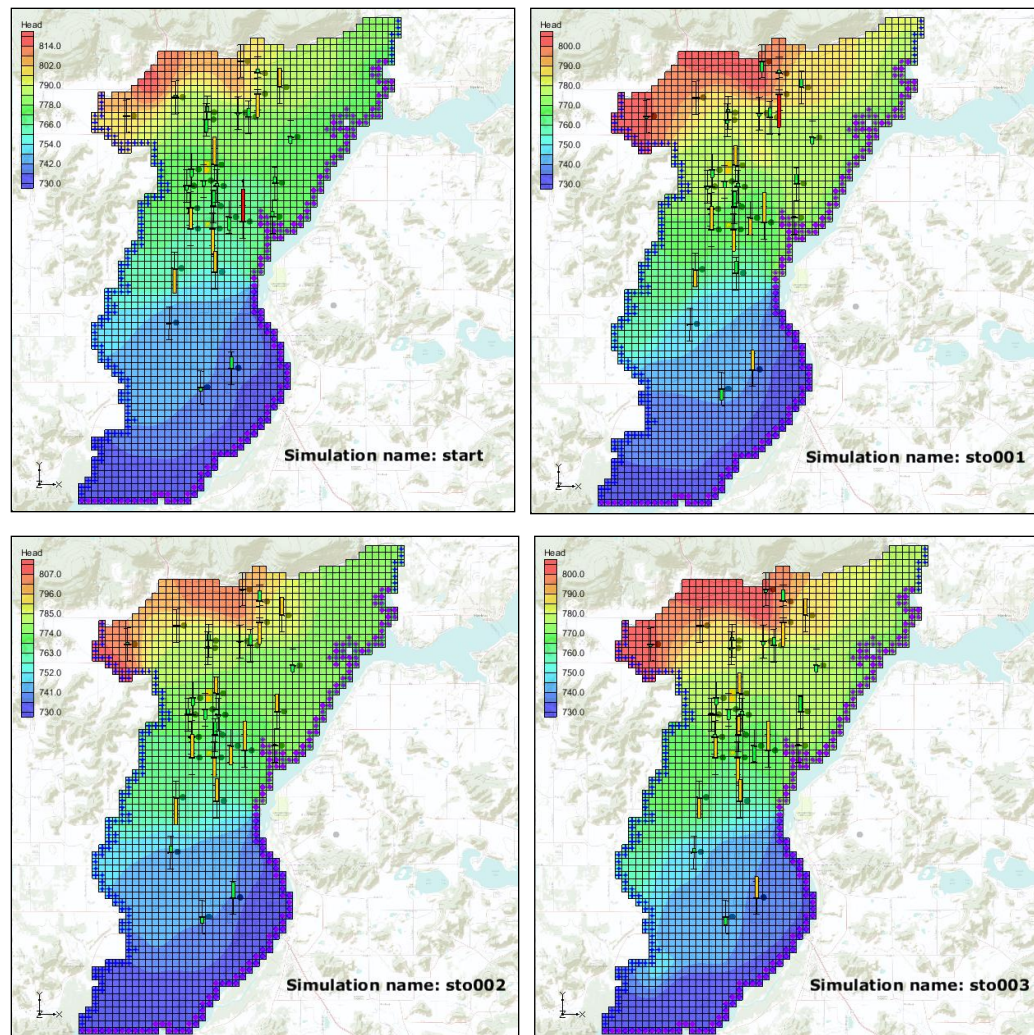 Head
814.0
802.0
790.0
778.0
766.0
754.0
742.0
730.0
Y
Z
X
Simulation name: start
Head
800.0
790.0
780.0
770.0
760.0
750.0
740.0
730.0
Y
Z
X
Simulation name: sto001
Head
807.0
796.0
785.0
774.0
763.0
752.0
741.0
730.0
Y
Z
X
Simulation name: sto002
Head
800.0
790.0
780.0
770.0
760.0
750.0
740.0
730.0
Y
Z
X
Simulation name: sto003